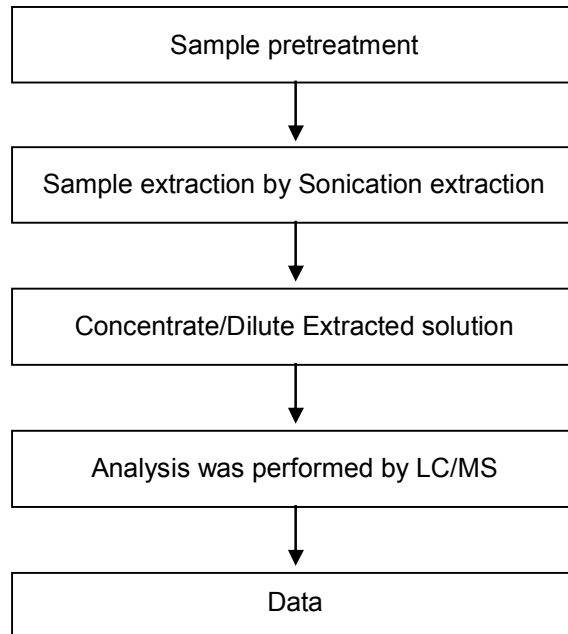 Sample pretreatment
Sample extraction by Sonication extraction
Concentrate/Dilute Extracted solution
Analysis was performed by LC/MS
Data